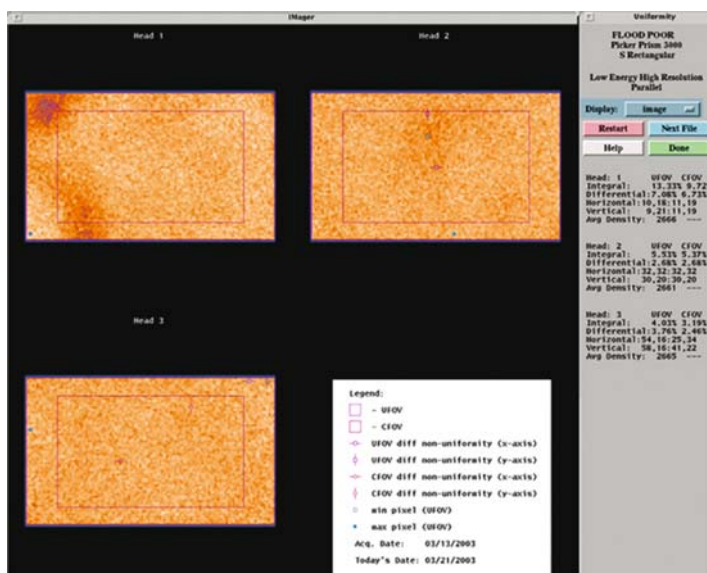 IMager
Head 1
Head 2
Head 3
Legend:
- UFOV
- CFOV
UFOV diff non-uniformity (x-axis)
UFOV diff non-uniformity (y-axis)
CFOV diff non-uniformity (x-axis)
CFOV diff non-uniformity (y-axis)
min pixel (UFOV)
max pixel (UFOV)
Acq. Date: 03/13/2003
Today's Date: 03/21/2003
Uniformity
FLOOD POOR
Picker Prism 3000
S Rectangular
Low Energy High Resolution
Parallel
Display: image
Restart Next File
Help Done
Head: 1 UFOV CFOV
Integral: 13.33% 9.72
Differential:7.08% 6.73%
Horizontal:10,18:11,19
Vertical: 9,21:11,19
Avg Density: 2666 ---
Head: 2 UFOV CFOV
Integral: 5.53% 5.37%
Differential:2.68% 2.68%
Horizontal:32,32:32,32
Vertical: 30,20:30,20
Avg Density: 2661 ---
Head: 3 UFOV CFOV
Integral: 4.03% 3.19%
Differential:3.76% 2.46%
Horizontal:54,16:25,34
Vertical: 58,16:41,22
Avg Density: 2665 ---